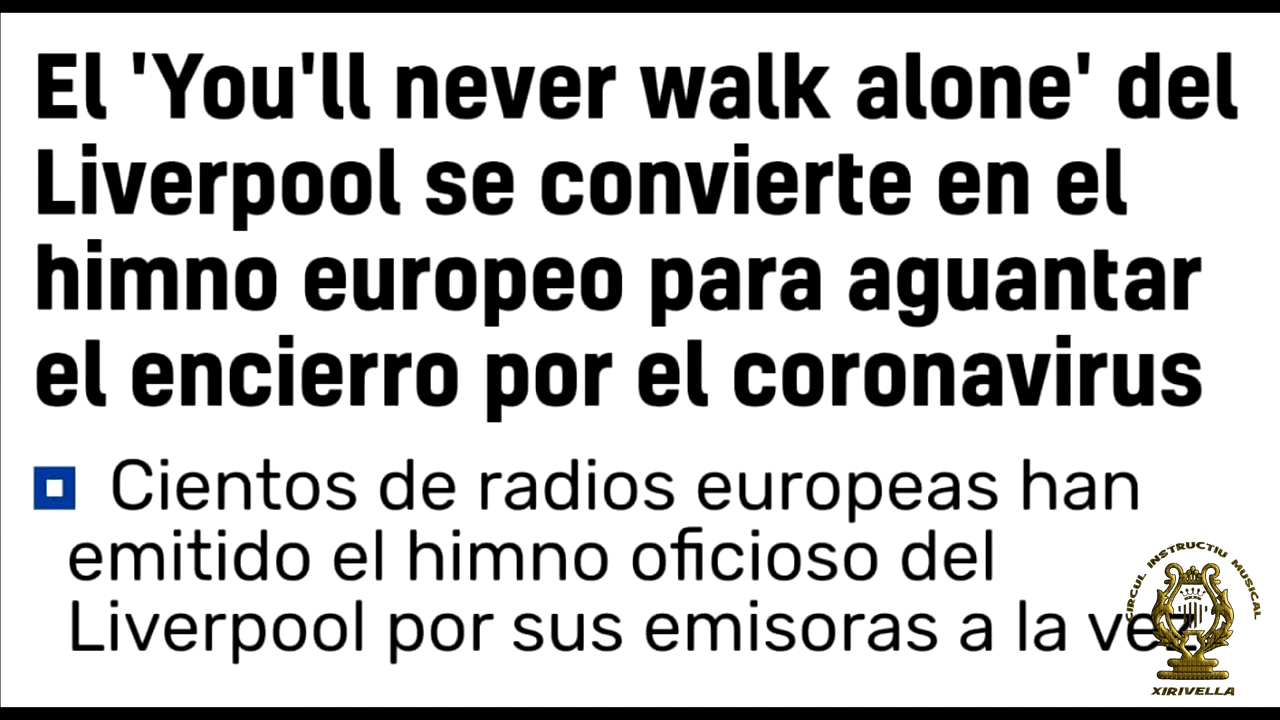 El 'You'll never walk alone' del
Liverpool se convierte en el
himno europeo para aguantar
el encierro por el coronavirus
Cientos de radios europeas han
emitido el himno oficioso del
Liverpool por sus emisoras a la vez
CIRCUL INSTRUCTIU MUSICAL
XIRIVELLA